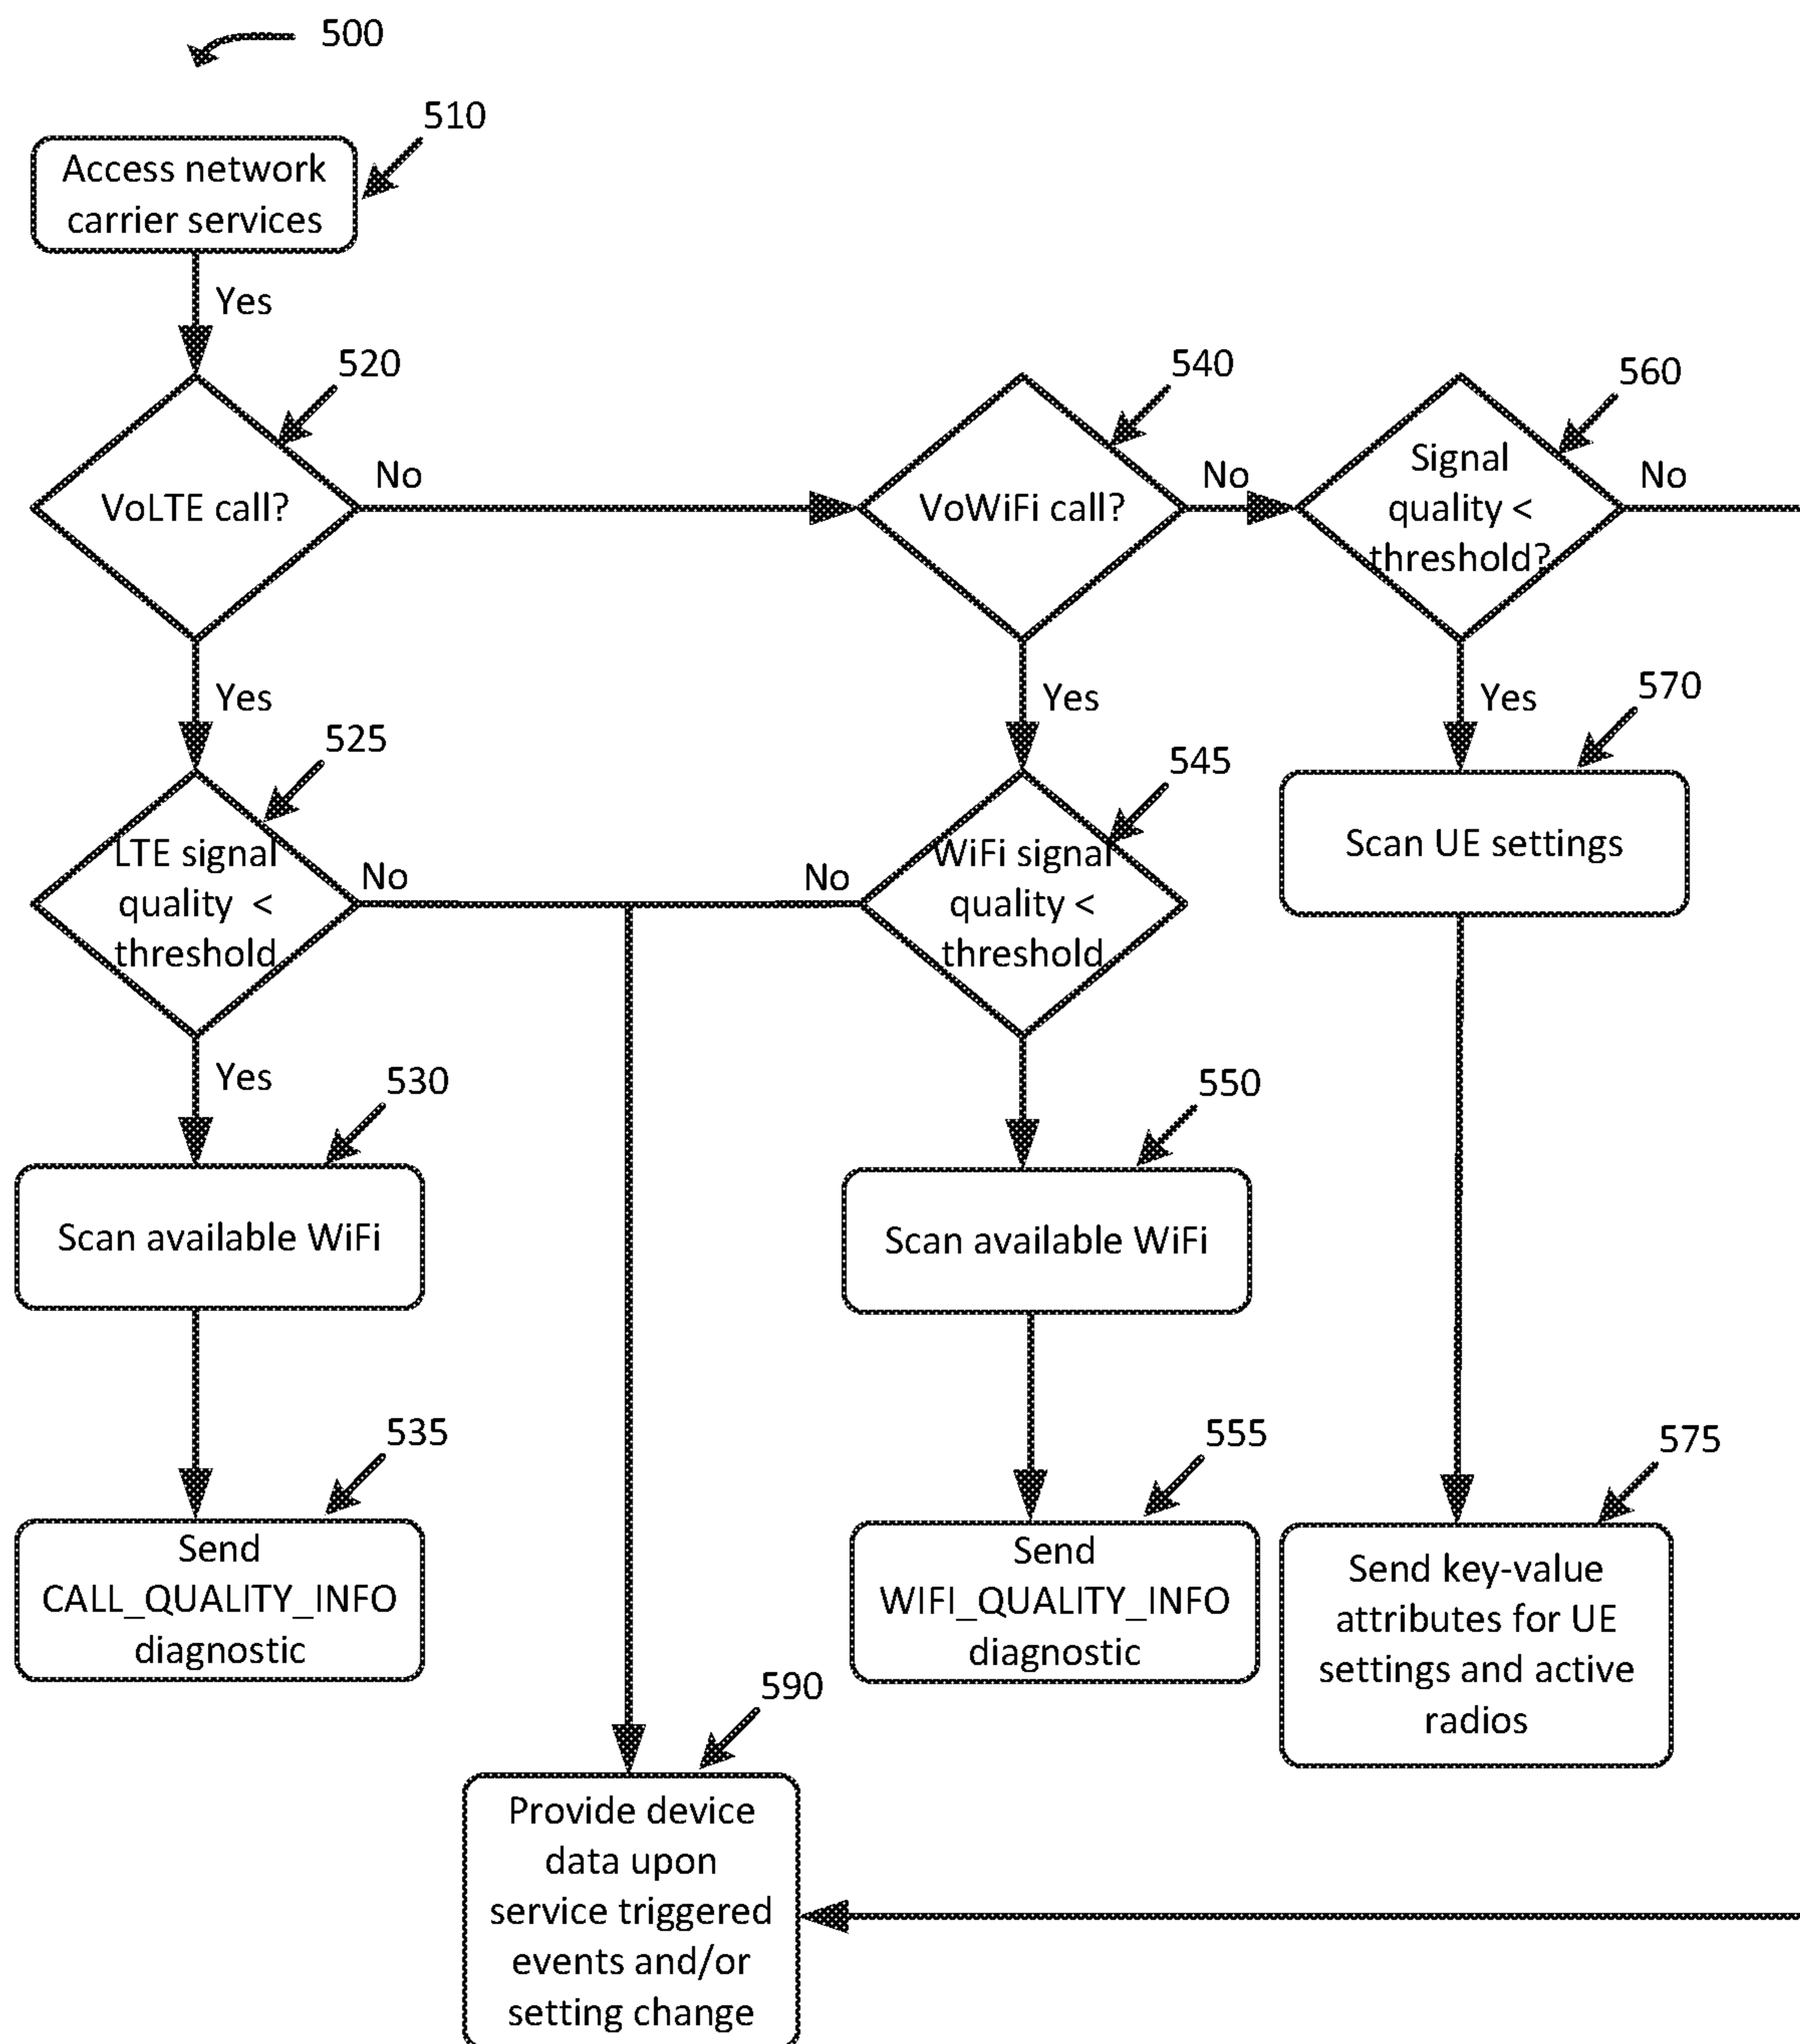 500
510
Access network
carrier services
Yes
520
540
560
VoLTE call?
No
VoWiFi call?
No
Signal
quality <
threshold?
No
Yes
Yes
Yes
570
525
545
Scan UE settings
LTE signal
quality <
threshold
No
No
WiFi signal
quality <
threshold
Yes
530
550
Scan available WiFi
Scan available WiFi
535
555
575
Send
CALL_QUALITY_INFO
diagnostic
Send
WIFI_QUALITY_INFO
diagnostic
Send key-value
attributes for UE
settings and active
radios
590
Provide device
data upon
service triggered
events and/or
setting change